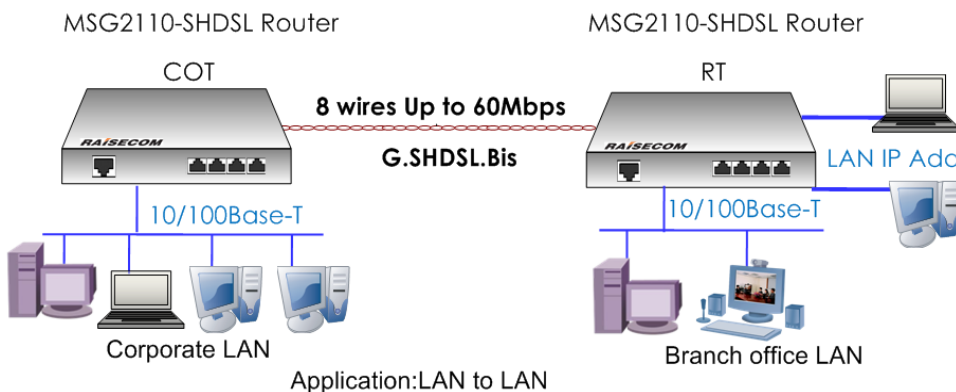 MSG2110-SHDSL Router
MSG2110-SHDSL Router
COT
RT
8 wires Up to 60Mbps
G.SHDSL.Bis
RAISECOM
RAISECOM
LAN IP Add
10/100Base-T
10/100Base-T
Corporate LAN
Branch office LAN
Application:LAN to LAN